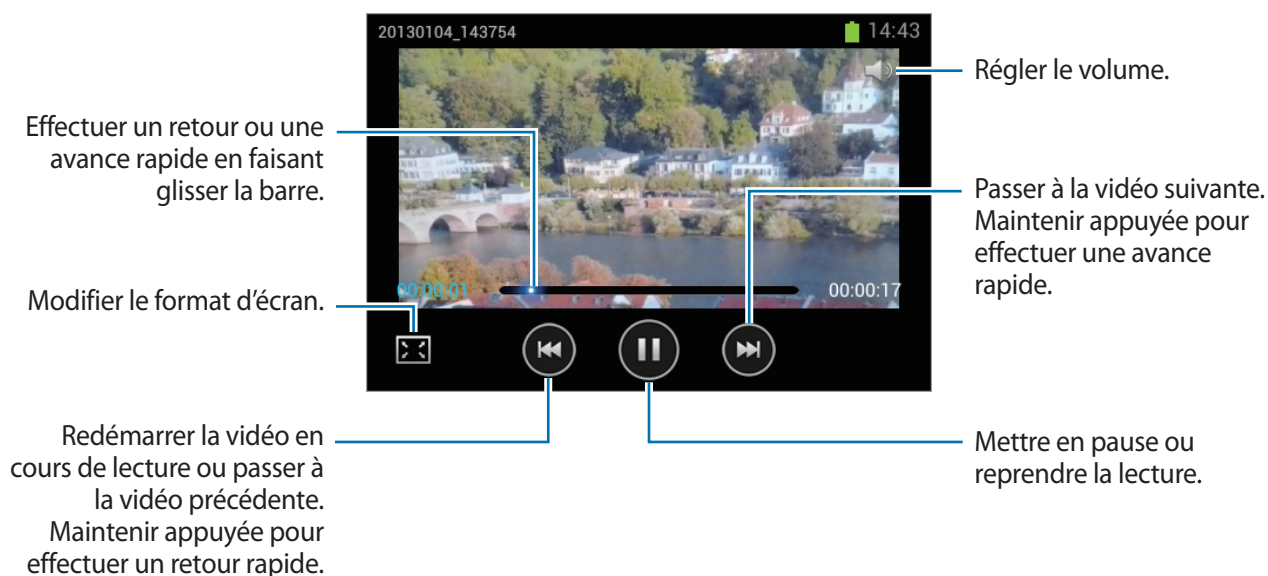 20130104_143754
14:43
Régler le volume.
Effectuer un retour ou une
avance rapide en faisant
glisser la barre.
Passer à la vidéo suivante.
Maintenir appuyée pour
effectuer une avance
rapide.
00:00:01
00:00:17
Modifier le format d'écran.
Redémarrer la vidéo en
cours de lecture ou passer à
la vidéo précédente.
Maintenir appuyée pour
effectuer un retour rapide.
Mettre en pause ou
reprendre la lecture.